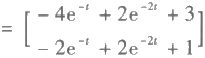 = [ - 4e^{-t} + 2e^{-2t} + 3 ]
[ - 2e^{-t} + 2e^{-2t} + 1 ]